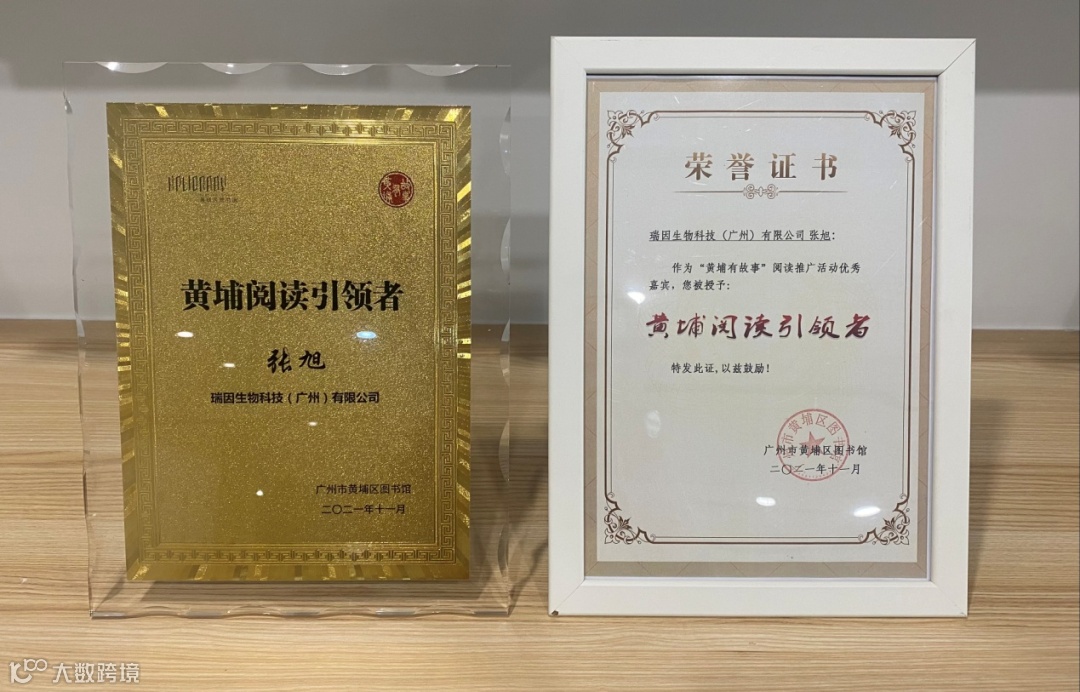 黄埔阅读引领者
张旭
瑞因生物科技（广州）有限公司
广州市黄埔区图书馆
二〇二一年十一月
荣誉证书
瑞因生物科技（广州）有限公司 张旭：
作为“黄埔有故事”阅读推广活动优秀
嘉宾，您被授予：
黄埔阅读引领者
特发此证，以兹鼓励！
广州市黄埔区图书馆
二〇二一年十一月
大数跨境